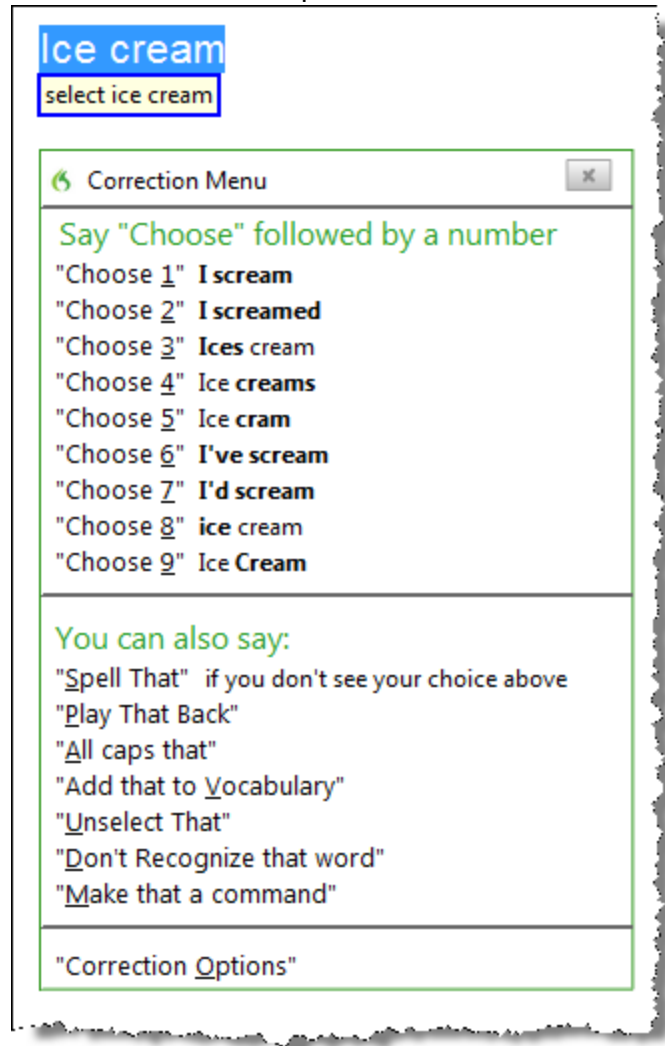 Ice cream
select ice cream
Correction Menu
Say "Choose" followed by a number
"Choose 1" I scream
"Choose 2" I screamed
"Choose 3" Ices cream
"Choose 4" Ice creams
"Choose 5" Ice cram
"Choose 6" I've scream
"Choose 7" I'd scream
"Choose 8" ice cream
"Choose 9" Ice Cream
You can also say:
"Spell That" if you don't see your choice above
"Play That Back"
"All caps that"
"Add that to Vocabulary"
"Unselect That"
"Don't Recognize that word"
"Make that a command"
"Correction Options"